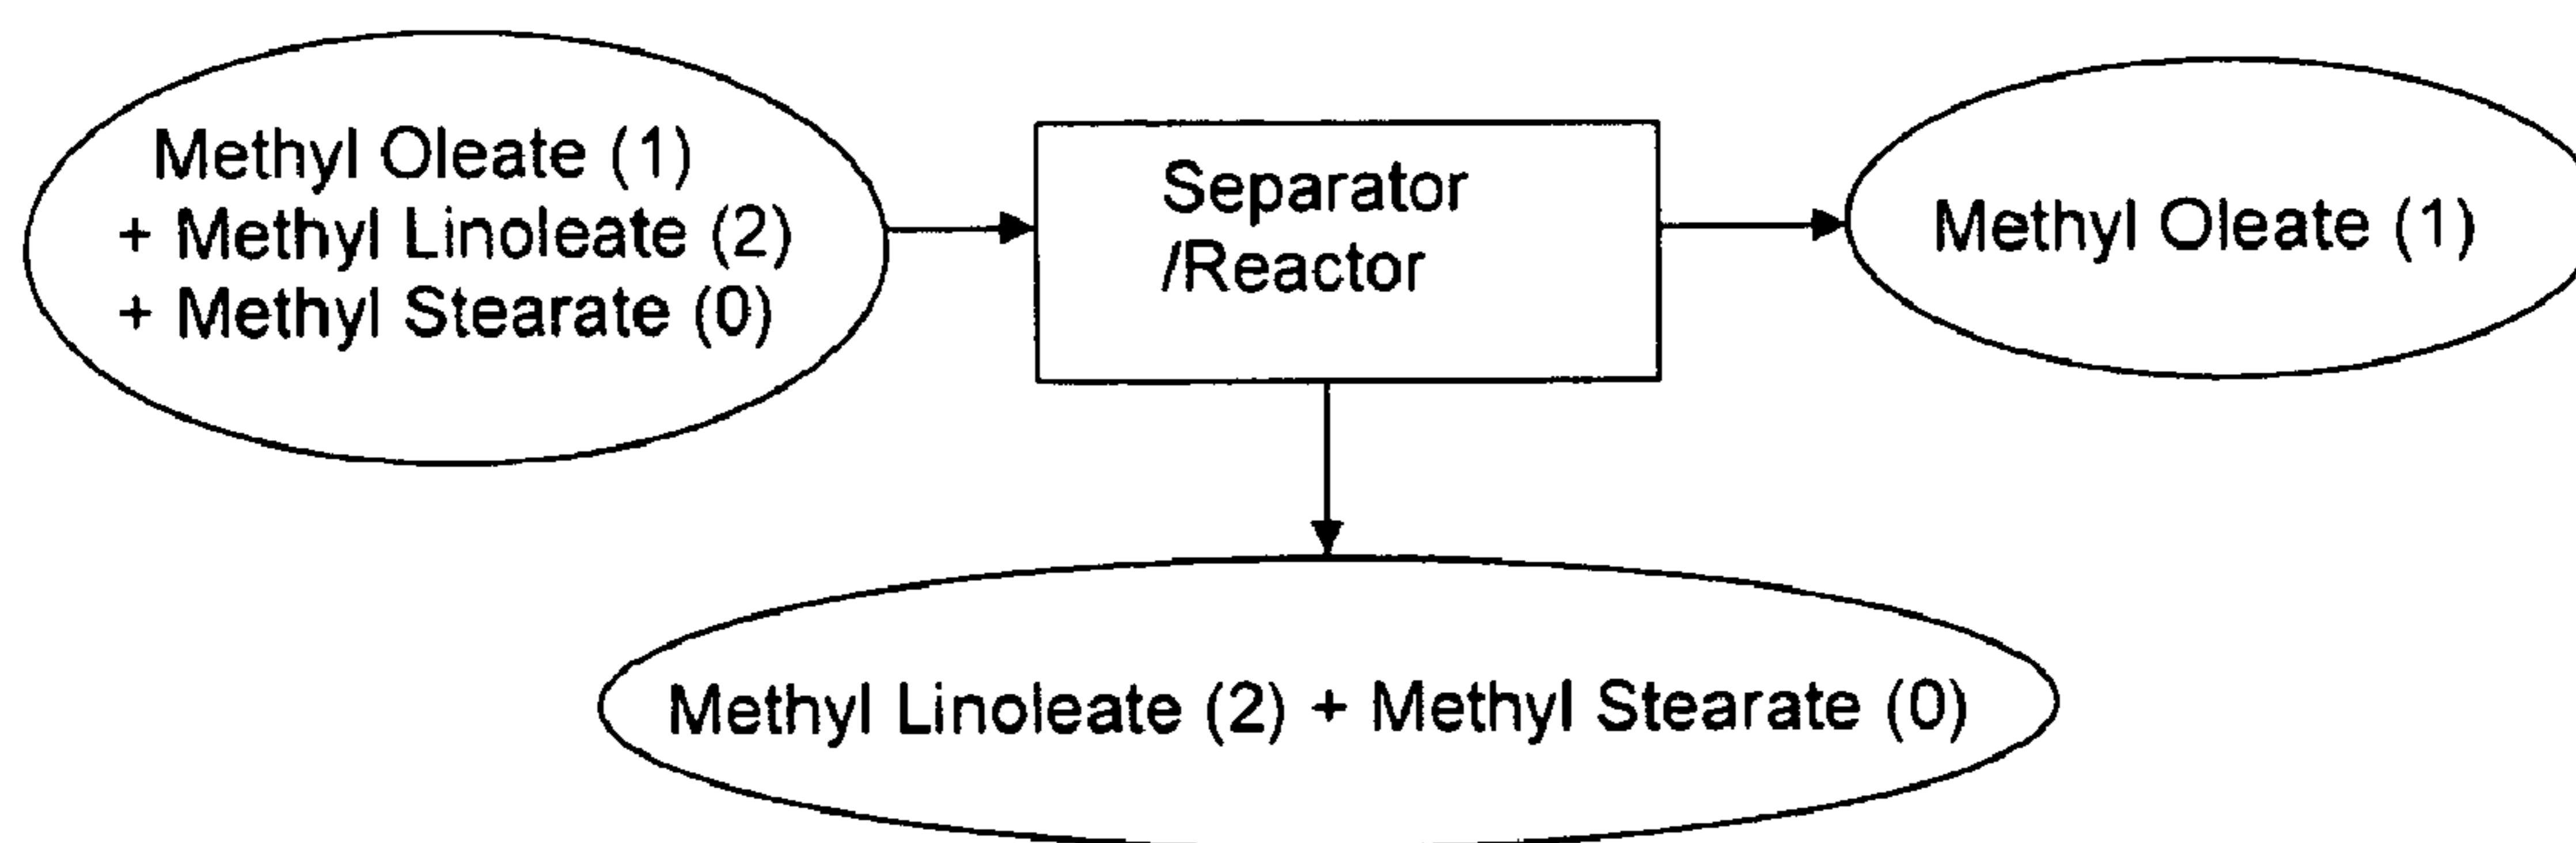 Methyl Oleate (1)
+ Methyl Linoleate (2)
+ Methyl Stearate (0)
Separator
/Reactor
Methyl Oleate (1)
Methyl Linoleate (2) + Methyl Stearate (0)